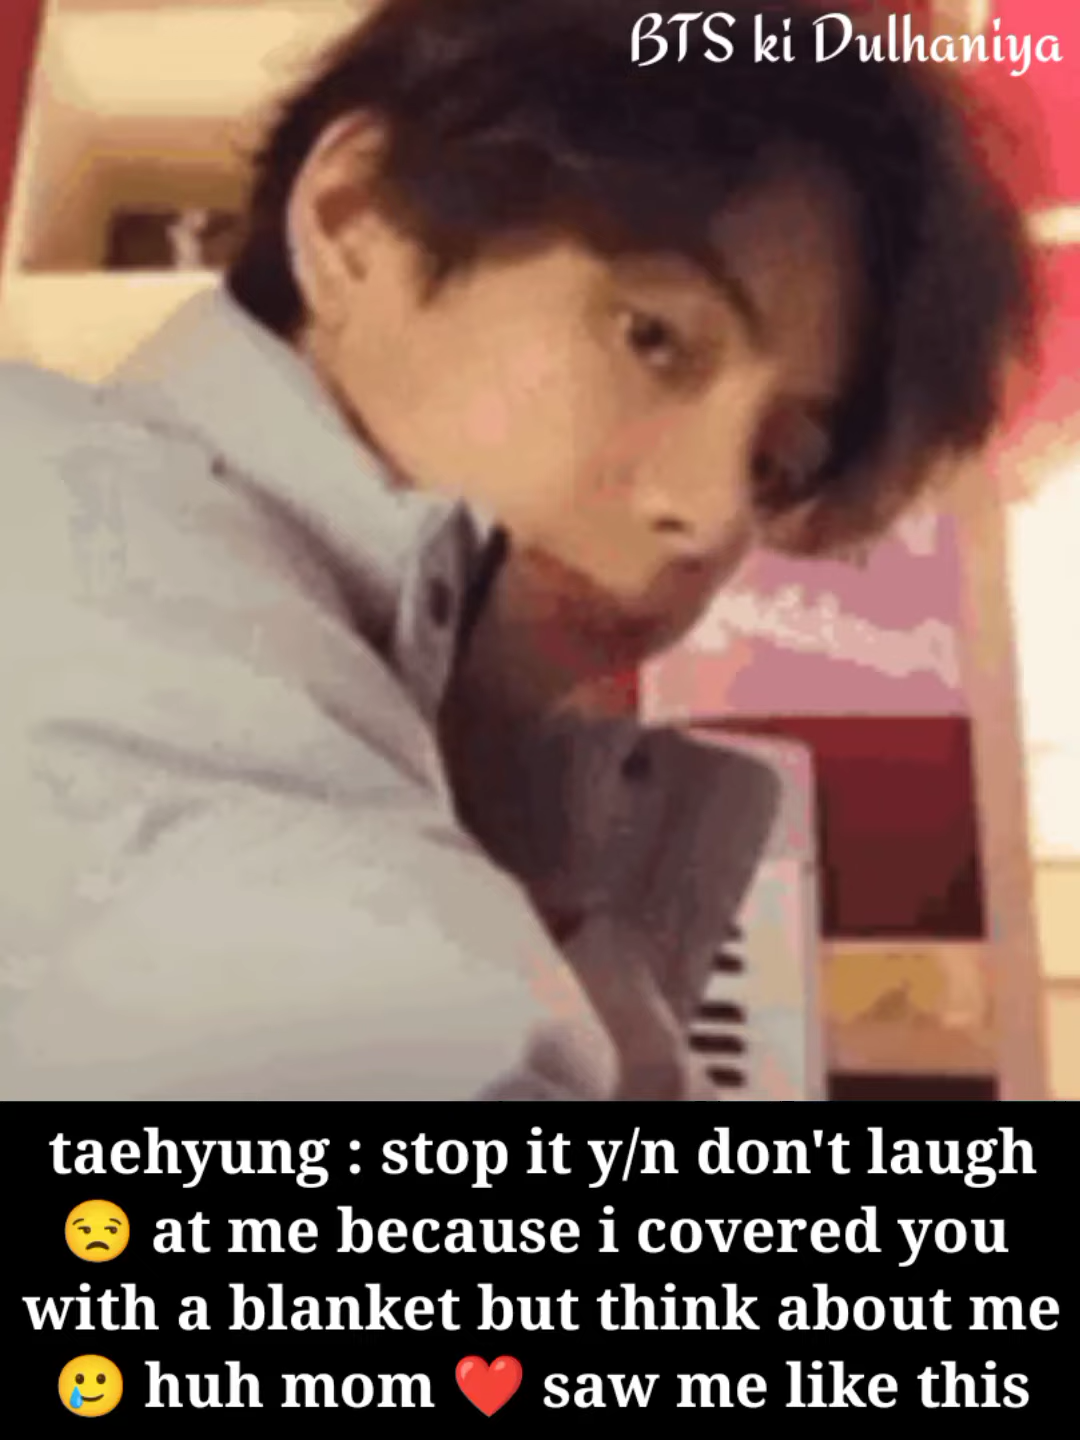 BTS ki Dulhaniya
taehyung : stop it y/n don't laugh
😒 at me because i covered you
with a blanket but think about me
🥲 huh mom ❤️ saw me like this